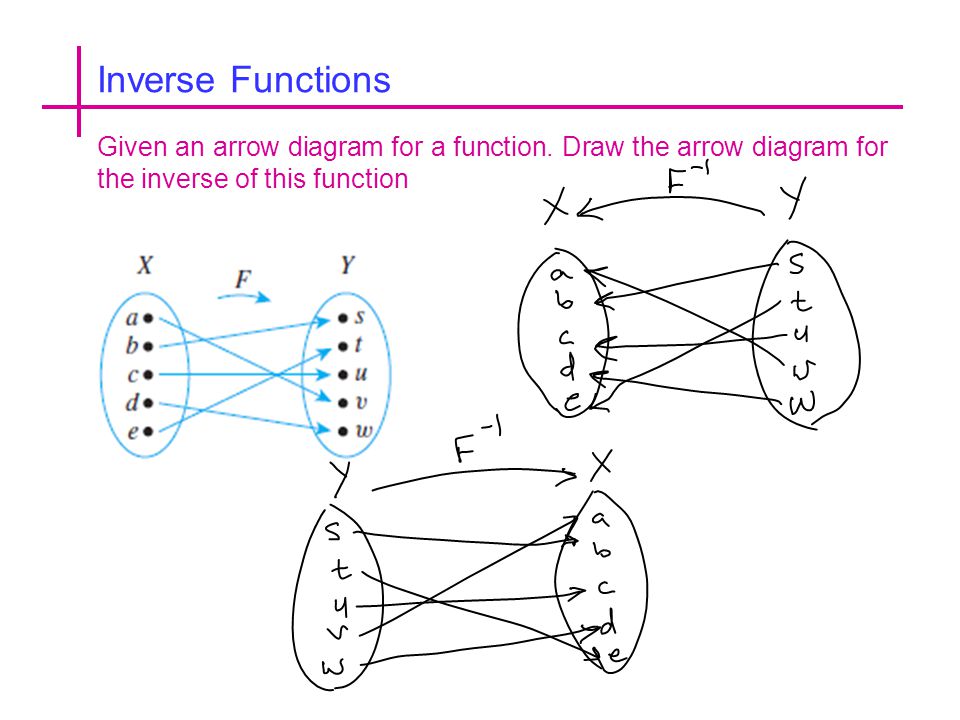 Inverse Functions
Given an arrow diagram for a function. Draw the arrow diagram for
the inverse of this function
X F Y
a s
b t
c u
d v
e w
X F⁻¹ Y
a s
b t
c u
d v
e w
Y F⁻¹ X
s a
t b
u c
v d
w e